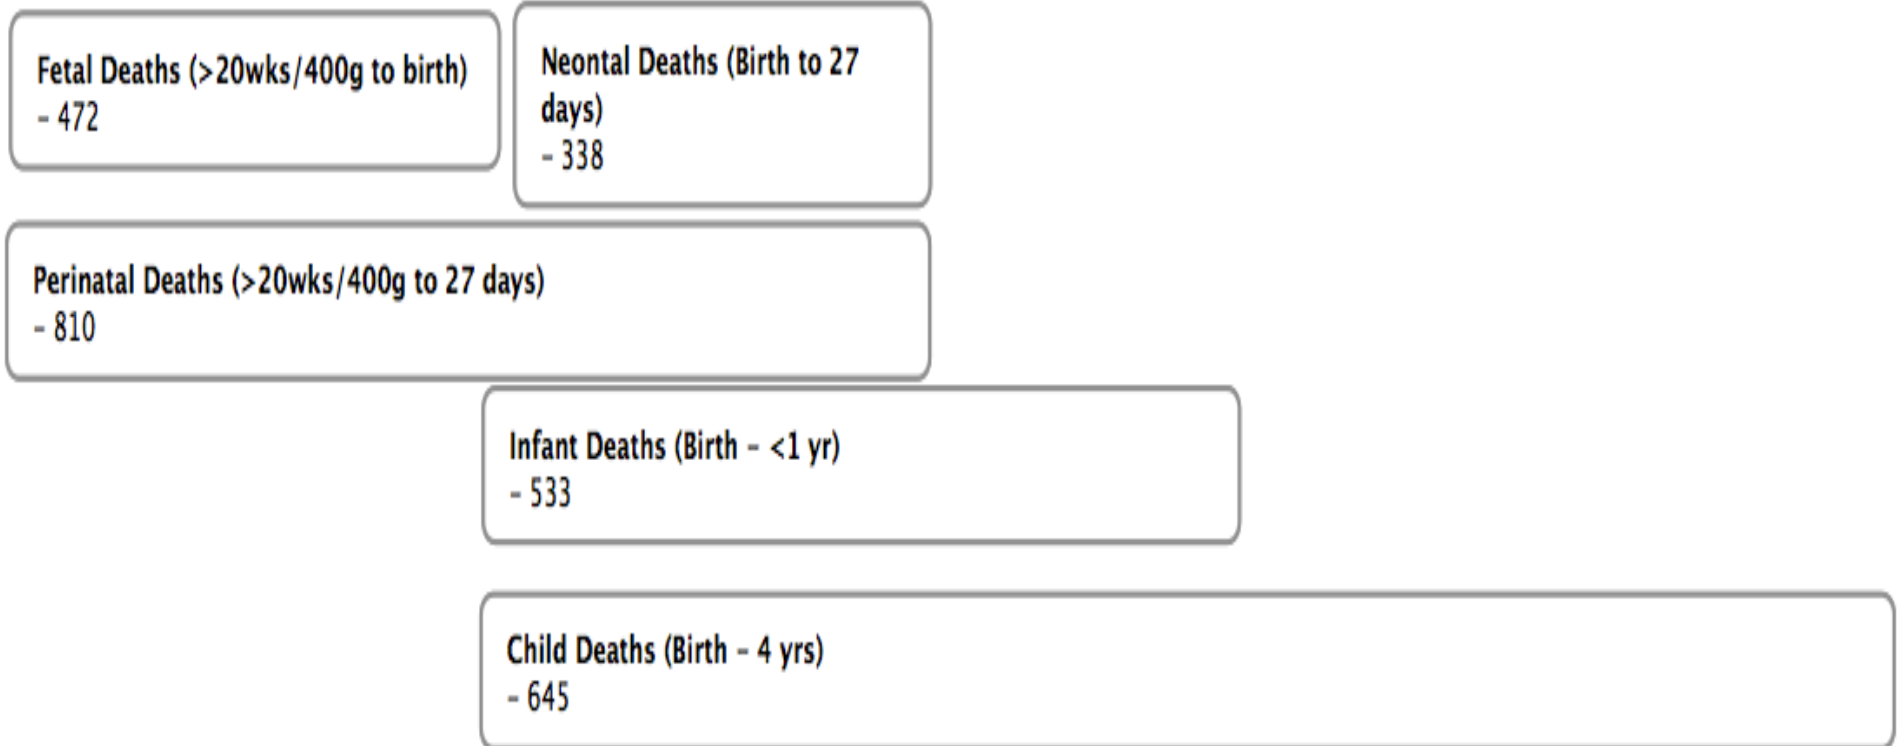 Fetal Deaths (>20wks/400g to birth)
– 472
Neontal Deaths (Birth to 27
days)
– 338
Perinatal Deaths (>20wks/400g to 27 days)
– 810
Infant Deaths (Birth – <1 yr)
– 533
Child Deaths (Birth – 4 yrs)
– 645